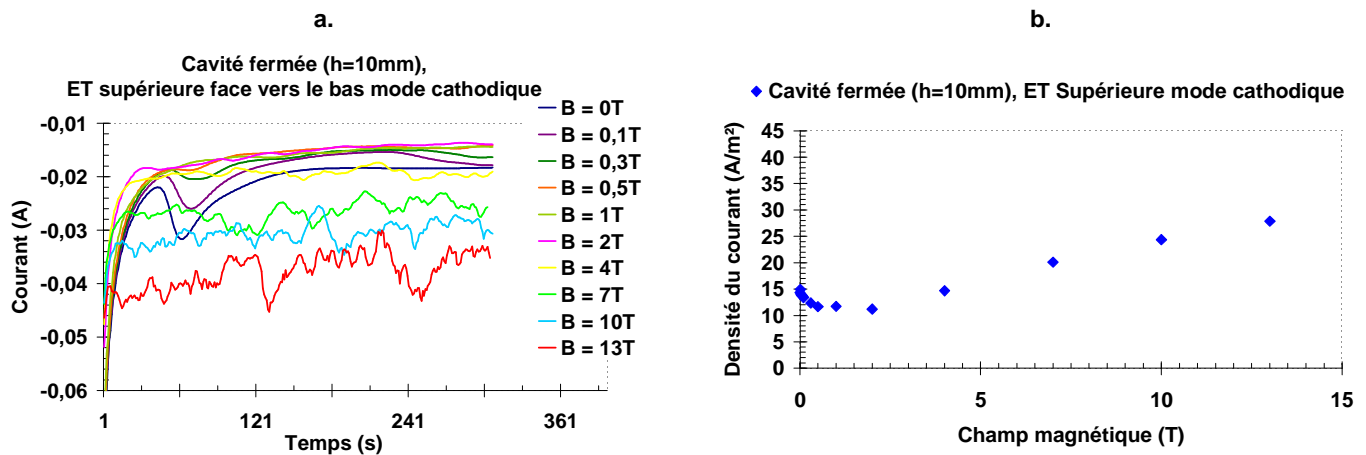 a.
Cavité fermée (h=10mm),
ET supérieure face vers le bas mode cathodique
-0,01
-0,02
-0,03
-0,04
-0,05
-0,06
Courant (A)
1
121
241
361
Temps (s)
B = 0T
B = 0,1T
B = 0,3T
B = 0,5T
B = 1T
B = 2T
B = 4T
B = 7T
B = 10T
B = 13T
b.
Cavité fermée (h=10mm), ET Supérieure mode cathodique
45
40
35
30
25
20
15
10
5
0
Densité du courant (A/m²)
0
5
10
15
Champ magnétique (T)